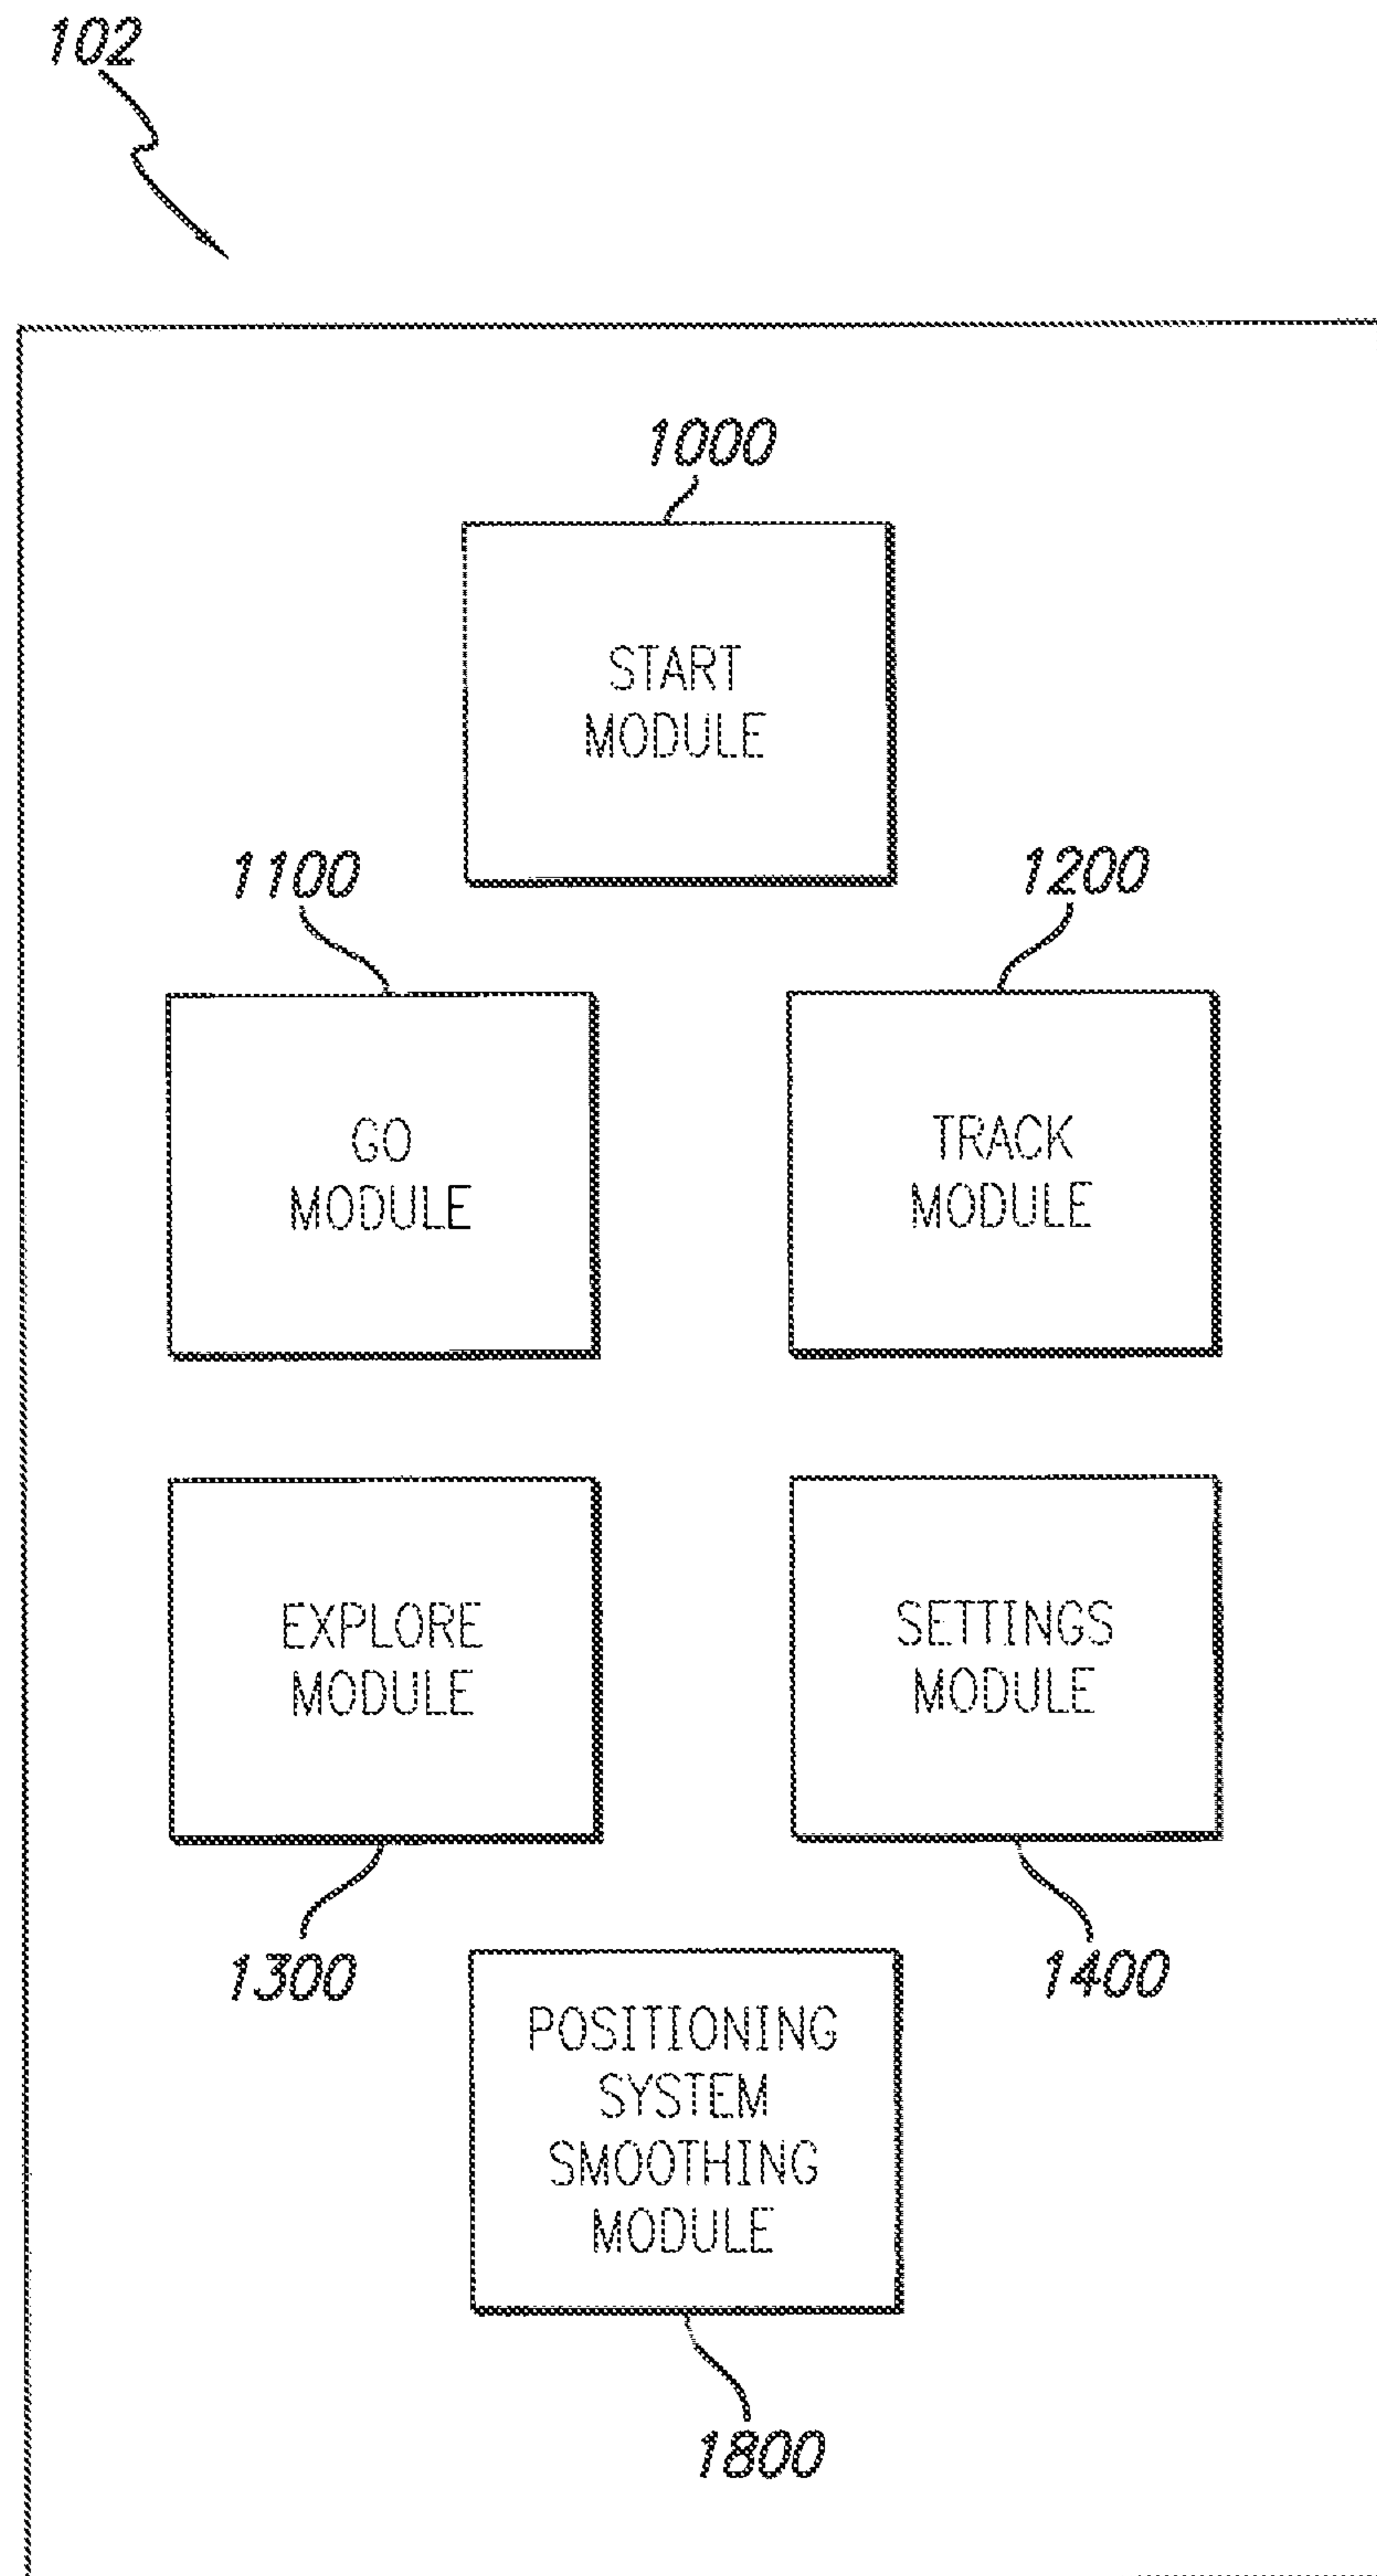 102
1000
START
MODULE
1100
1200
GO
MODULE
TRACK
MODULE
EXPLORE
MODULE
SETTINGS
MODULE
1300
1400
POSITIONING
SYSTEM
SMOOTHING
MODULE
1800